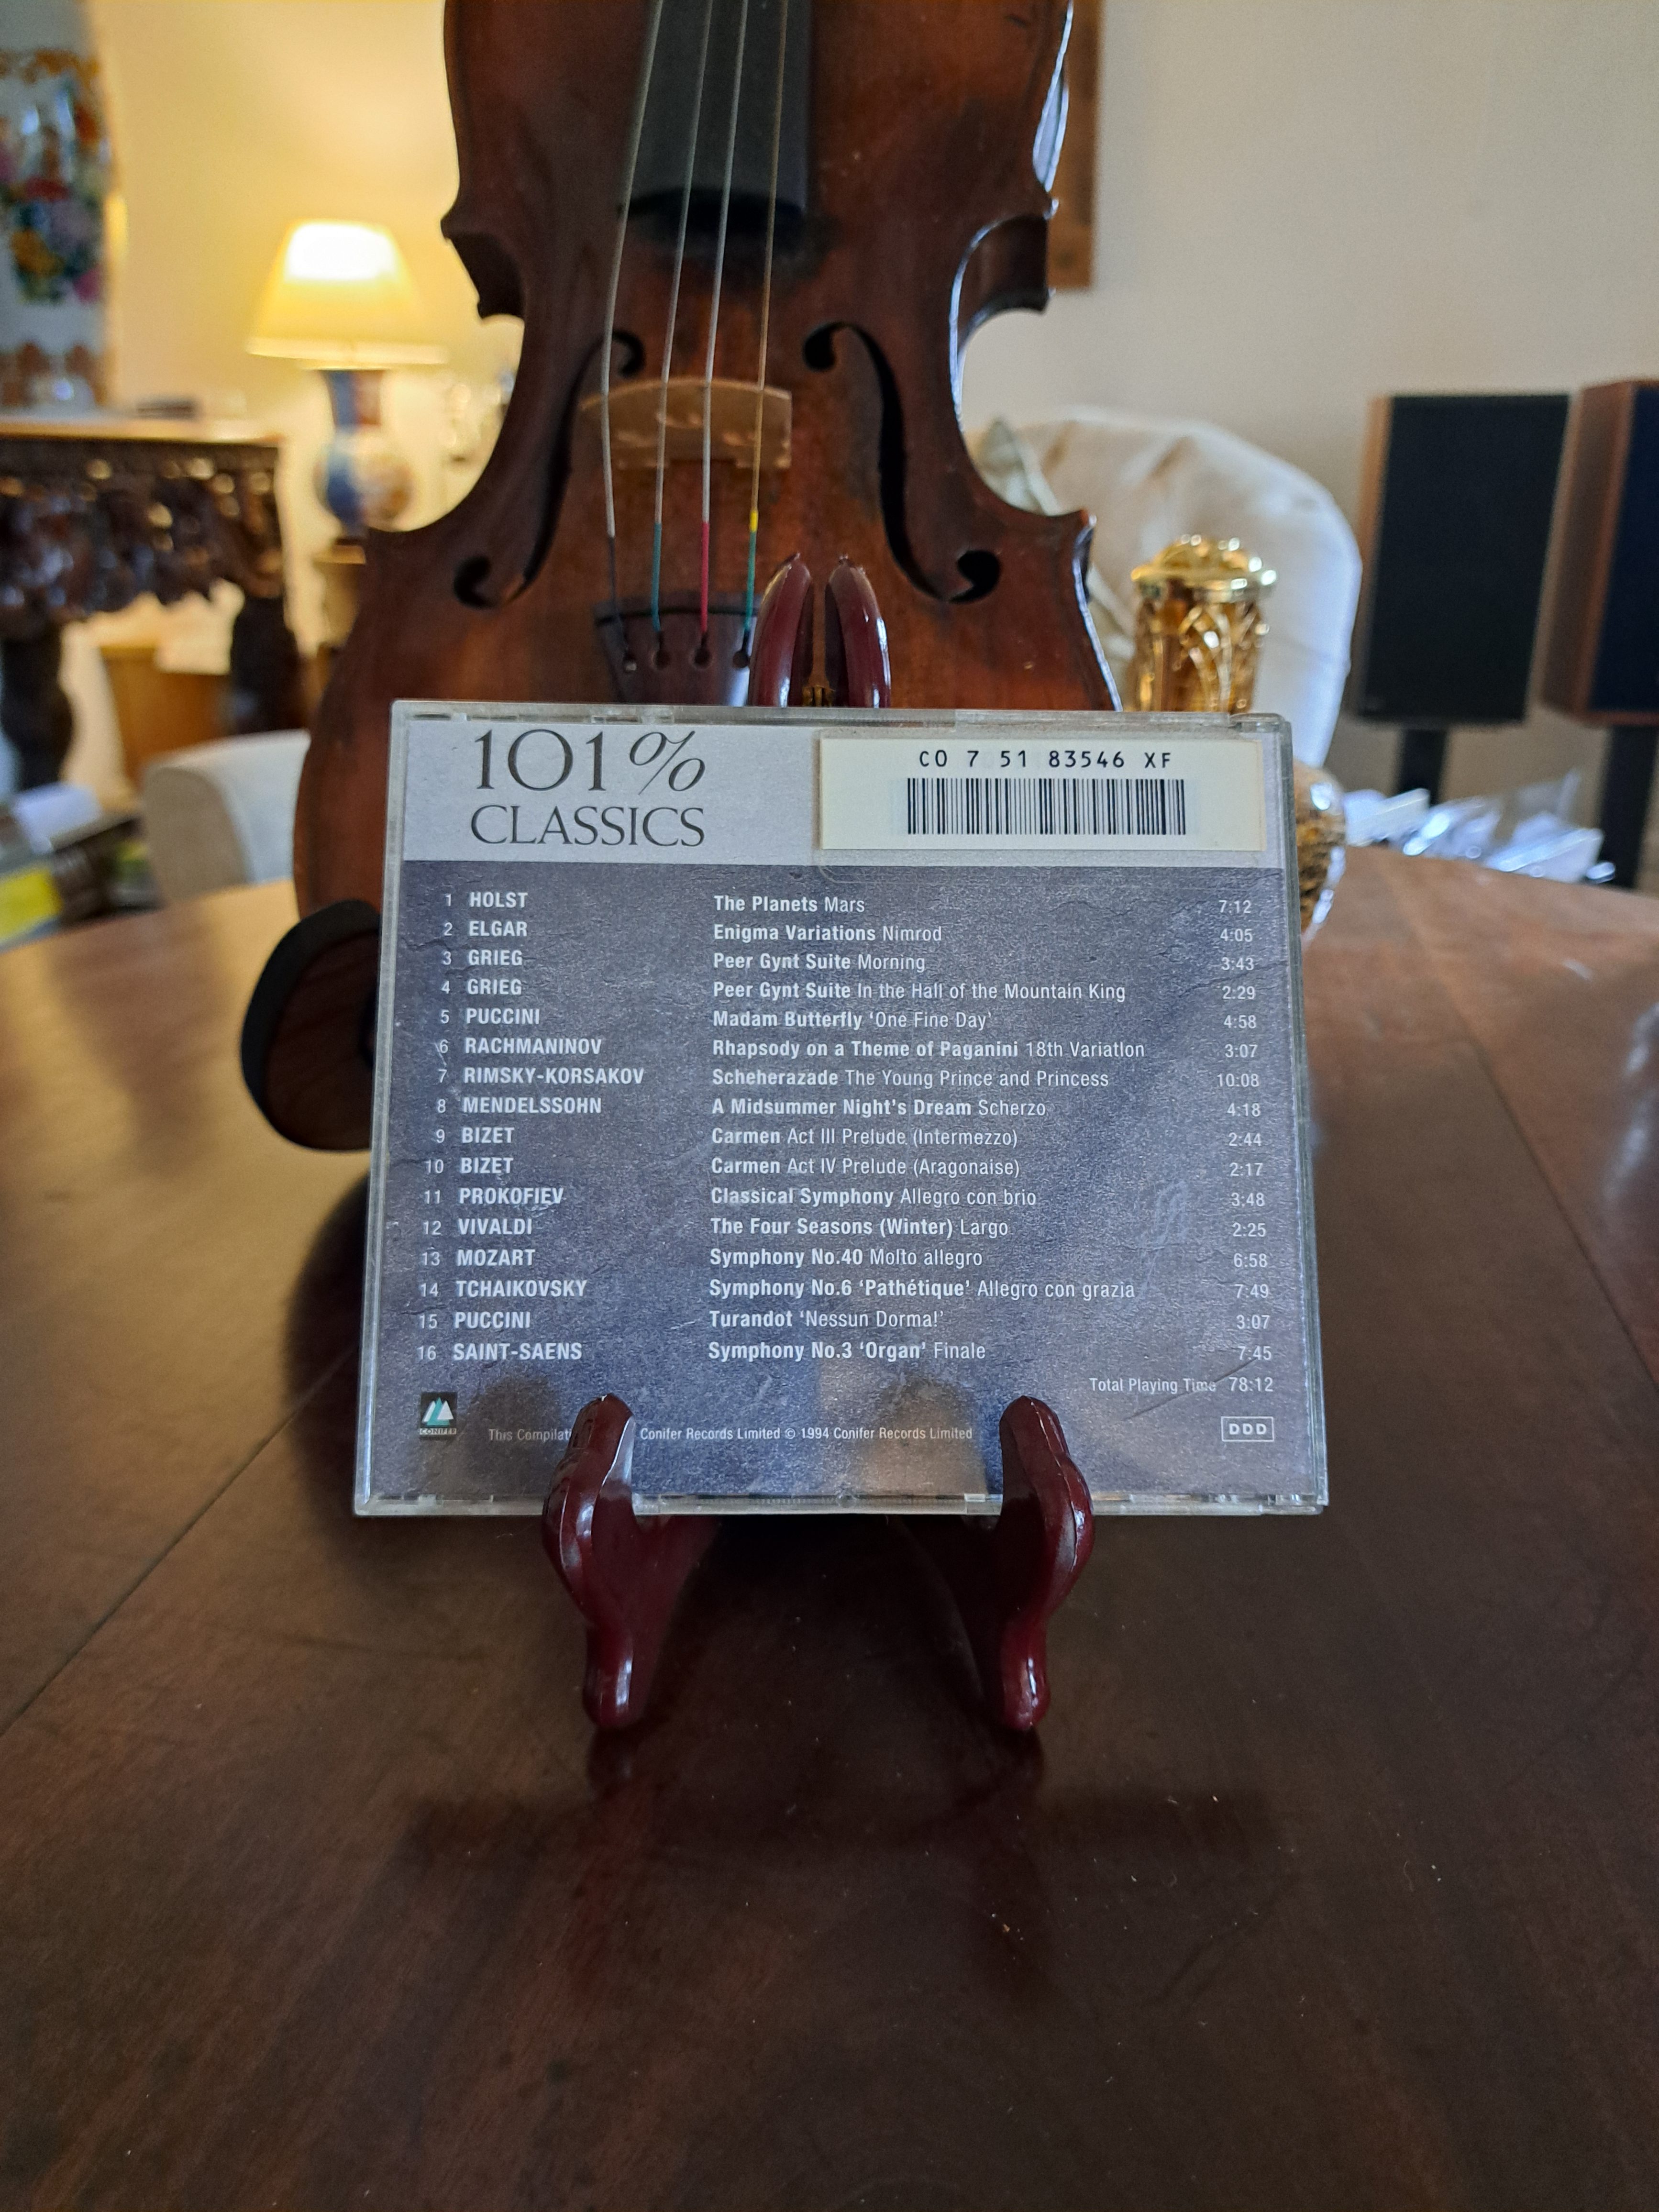 101%
CLASSICS
CO 7 51 83546 XF
1 HOLST The Planets Mars 7:12
2 ELGAR Enigma Variations Nimrod 4:05
3 GRIEG Peer Gynt Suite Morning 3:43
4 GRIEG Peer Gynt Suite In the Hall of the Mountain King 2:29
5 PUCCINI Madam Butterfly ‘One Fine Day’ 4:58
6 RACHMANINOV Rhapsody on a Theme of Paganini 18th Variation 3:07
7 RIMSKY-KORSAKOV Scheherazade The Young Prince and Princess 10:08
8 MENDELSSOHN A Midsummer Night's Dream Scherzo 4:18
9 BIZET Carmen Act III Prelude (Intermezzo) 2:44
10 BIZET Carmen Act IV Prelude (Aragonaise) 2:17
11 PROKOFIEV Classical Symphony Allegro con brio 3:48
12 VIVALDI The Four Seasons (Winter) Largo 2:25
13 MOZART Symphony No.40 Molto allegro 6:58
14 TCHAIKOVSKY Symphony No.6 ‘Pathétique’ Allegro con grazia 7:49
15 PUCCINI Turandot ‘Nessun Dorma!’ 3:07
16 SAINT-SAENS Symphony No.3 ‘Organ’ Finale 7:45
Total Playing Time 78:12
CONIFER
This Conifer Records Limited © 1994 Conifer Records Limited
DDD